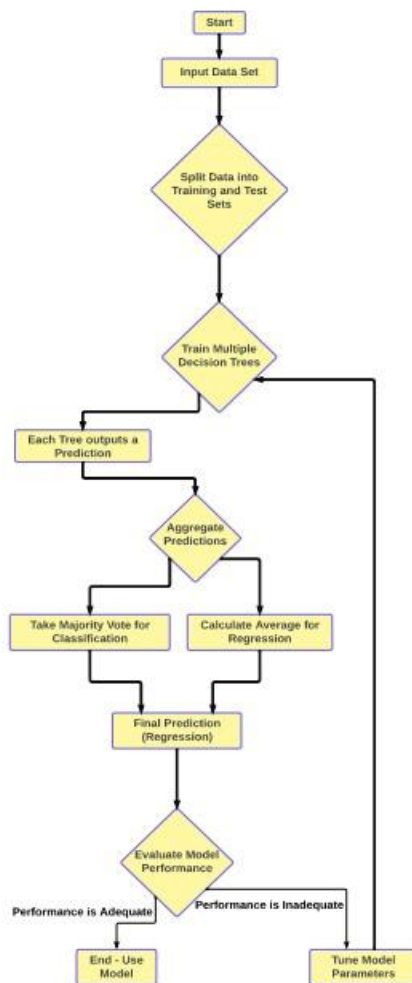 Start
Input Data Set
Split Data into
Training and Test
Sets
Train Multiple
Decision Trees
Each Tree outputs a
Prediction
Aggregate
Predictions
Take Majority Vote for
Classification
Calculate Average for
Regression
Final Prediction
(Regression)
Evaluate Model
Performance
Performance is Adequate
Performance is Inadequate
End - Use
Model
Tune Model
Parameters